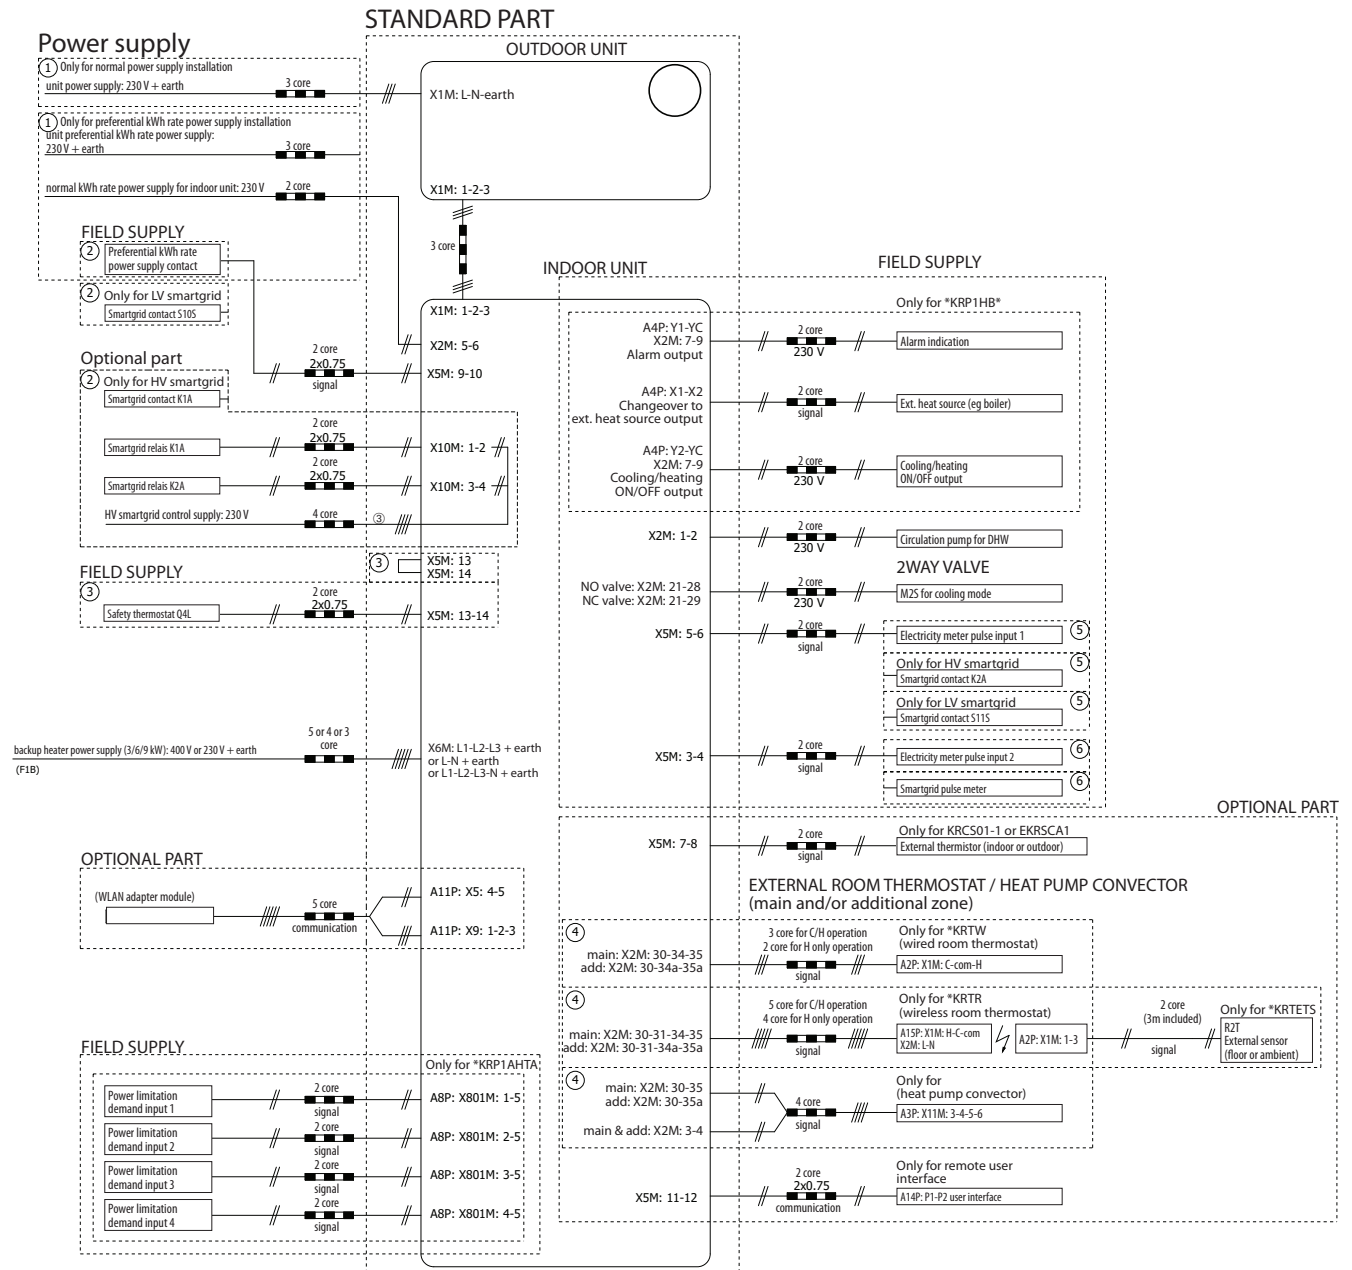 STANDARD PART
Power supply
① Only for normal power supply installation
unit power supply: 230 V + earth
3 core
① Only for preferential kWh rate power supply installation
unit preferential kWh rate power supply:
230 V + earth
3 core
normal kWh rate power supply for indoor unit: 230 V
2 core
FIELD SUPPLY
② Preferential kWh rate
power supply contact
② Only for LV smartgrid
Smartgrid contact S10S
2 core
2x0.75
signal
Optional part
② Only for HV smartgrid
Smartgrid contact K1A
2 core
2x0.75
Smartgrid relais K1A
2 core
2x0.75
Smartgrid relais K2A
HV smartgrid control supply: 230 V
4 core
③
FIELD SUPPLY
③
2 core
2x0.75
Safety thermostat Q4L
5 or 4 or 3
core
backup heater power supply (3/6/9 kW): 400 V or 230 V + earth
(F1B)
OPTIONAL PART
(WLAN adapter module)
5 core
communication
FIELD SUPPLY
Only for *KRP1AHTA
Power limitation
demand input 1
2 core
signal
A8P: X801M: 1-5
Power limitation
demand input 2
2 core
signal
A8P: X801M: 2-5
Power limitation
demand input 3
2 core
signal
A8P: X801M: 3-5
Power limitation
demand input 4
2 core
signal
A8P: X801M: 4-5
OUTDOOR UNIT
X1M: L-N-earth
X1M: 1-2-3
3 core
INDOOR UNIT
X1M: 1-2-3
X2M: 5-6
X5M: 9-10
X10M: 1-2
X10M: 3-4
③
X5M: 13
X5M: 14
X5M: 13-14
X6M: L1-L2-L3 + earth
or L-N + earth
or L1-L2-L3-N + earth
A11P: X5: 4-5
A11P: X9: 1-2-3
FIELD SUPPLY
Only for *KRP1HB*
A4P: Y1-YC
X2M: 7-9
Alarm output
2 core
230 V
Alarm indication
A4P: X1-X2
Changeover to
ext. heat source output
2 core
signal
Ext. heat source (eg boiler)
A4P: Y2-YC
X2M: 7-9
Cooling/heating
ON/OFF output
2 core
230 V
Cooling/heating
ON/OFF output
X2M: 1-2
2 core
230 V
Circulation pump for DHW
2WAY VALVE
NO valve: X2M: 21-28
NC valve: X2M: 21-29
2 core
230 V
M2S for cooling mode
X5M: 5-6
2 core
signal
Electricity meter pulse input 1
⑤
Only for HV smartgrid
Smartgrid contact K2A
⑤
Only for LV smartgrid
Smartgrid contact S11S
⑤
X5M: 3-4
2 core
signal
Electricity meter pulse input 2
⑥
Smartgrid pulse meter
⑥
OPTIONAL PART
X5M: 7-8
2 core
signal
Only for KRCS01-1 or EKRSCA1
External thermistor (indoor or outdoor)
EXTERNAL ROOM THERMOSTAT / HEAT PUMP CONVECTOR
(main and/or additional zone)
④
main: X2M: 30-34-35
add: X2M: 30-34a-35a
3 core for C/H operation
2 core for H only operation
signal
Only for *KRTW
(wired room thermostat)
A2P: X1M: C-com-H
④
main: X2M: 30-31-34-35
add: X2M: 30-31-34a-35a
5 core for C/H operation
4 core for H only operation
signal
Only for *KRTR
(wireless room thermostat)
A15P: X1M: H-C-com
X2M: L-N
A2P: X1M: 1-3
2 core
(3m included)
signal
Only for *KRTETS
R2T
External sensor
(floor or ambient)
④
main: X2M: 30-35
add: X2M: 30-35a
main & add: X2M: 3-4
4 core
signal
Only for
(heat pump convector)
A3P: X11M: 3-4-5-6
X5M: 11-12
2 core
2x0.75
communication
Only for remote user
interface
A14P: P1-P2 user interface